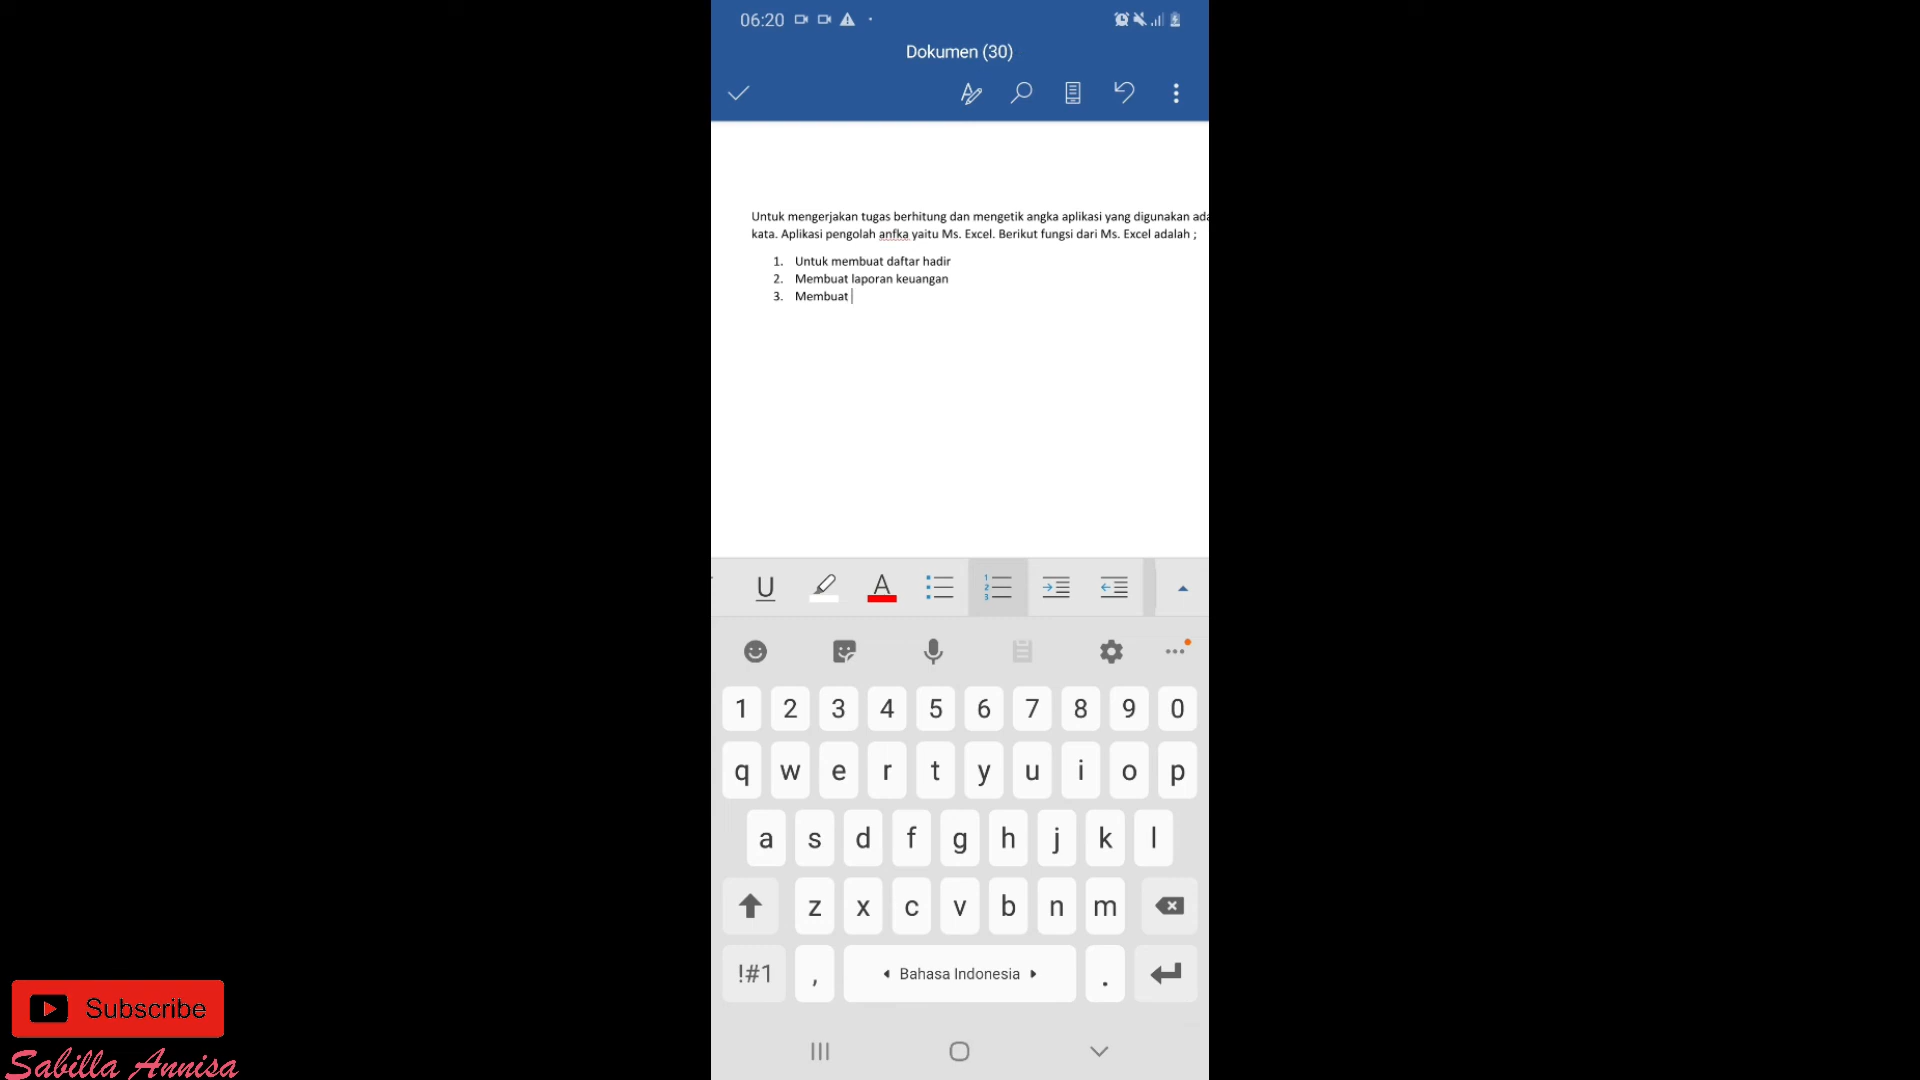 06:20
Dokumen (30)
Untuk mengerjakan tugas berhitung dan mengetik angka aplikasi yang digunakan ada
kata. Aplikasi pengolah anfka yaitu Ms. Excel. Berikut fungsi dari Ms. Excel adalah ;
1. Untuk membuat daftar hadir
2. Membuat laporan keuangan
3. Membuat
U A
1 2 3 4 5 6 7 8 9 0
q w e r t y u i o p
a s d f g h j k l
z x c v b n m
!#1 , Bahasa Indonesia .
Subscribe
Sabilla Annisa